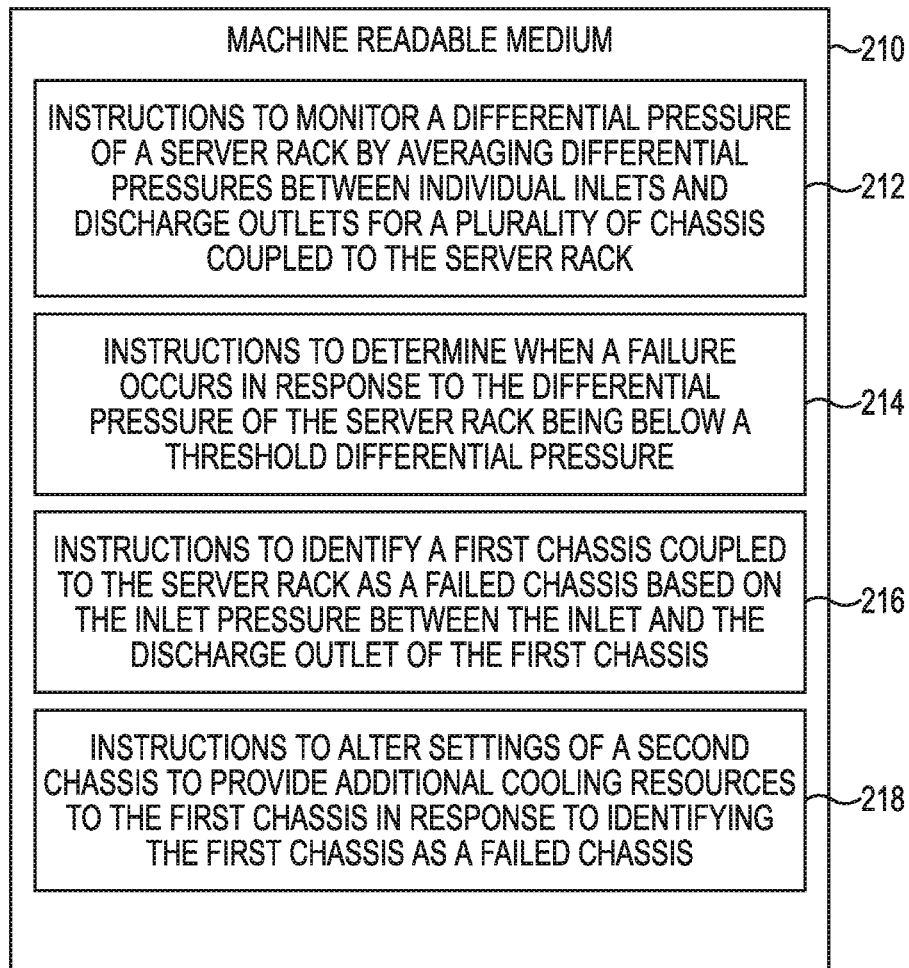 MACHINE READABLE MEDIUM
210
INSTRUCTIONS TO MONITOR A DIFFERENTIAL PRESSURE
OF A SERVER RACK BY AVERAGING DIFFERENTIAL
PRESSURES BETWEEN INDIVIDUAL INLETS AND
DISCHARGE OUTLETS FOR A PLURALITY OF CHASSIS
COUPLED TO THE SERVER RACK
212
INSTRUCTIONS TO DETERMINE WHEN A FAILURE
OCCURS IN RESPONSE TO THE DIFFERENTIAL
PRESSURE OF THE SERVER RACK BEING BELOW A
THRESHOLD DIFFERENTIAL PRESSURE
214
INSTRUCTIONS TO IDENTIFY A FIRST CHASSIS COUPLED
TO THE SERVER RACK AS A FAILED CHASSIS BASED ON
THE INLET PRESSURE BETWEEN THE INLET AND THE
DISCHARGE OUTLET OF THE FIRST CHASSIS
216
INSTRUCTIONS TO ALTER SETTINGS OF A SECOND
CHASSIS TO PROVIDE ADDITIONAL COOLING RESOURCES
TO THE FIRST CHASSIS IN RESPONSE TO IDENTIFYING
THE FIRST CHASSIS AS A FAILED CHASSIS
218